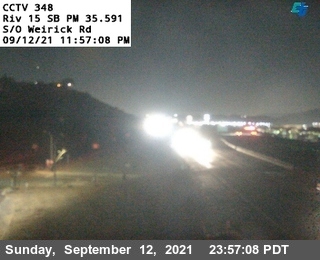 CCTV 348
Riv 15 SB PM 35.591
S/O Weirick Rd
09/12/21 11:57:08 PM
Sunday, September 12, 2021 23:57:08 PDT